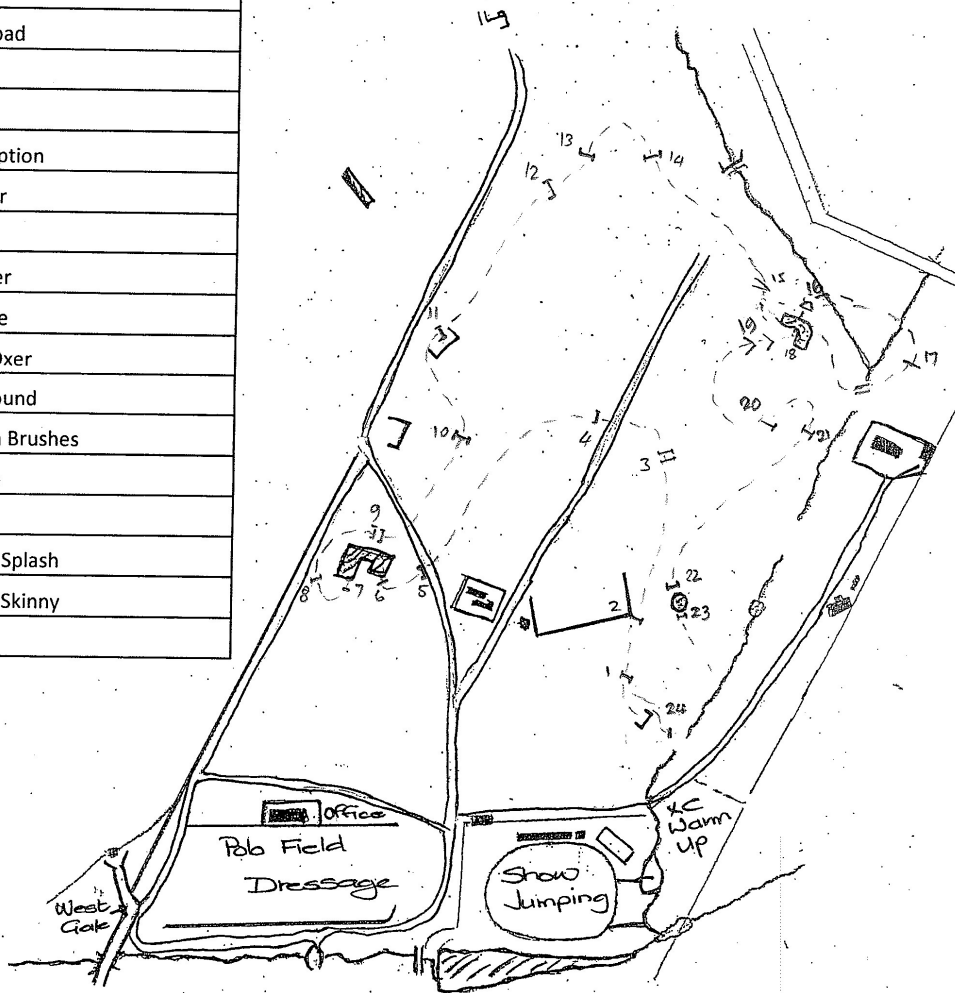 oad
ption
r
er
e
Oxer
ound
n Brushes
Splash
Skinny
13
14
12
15
16
11
19
17
18
20
21
10
4
3
9
8
7
6
5
22
2
23
1
24
Office
XC
Warm
Up
Polo Field
Dressage
Show
Jumping
West
Gate